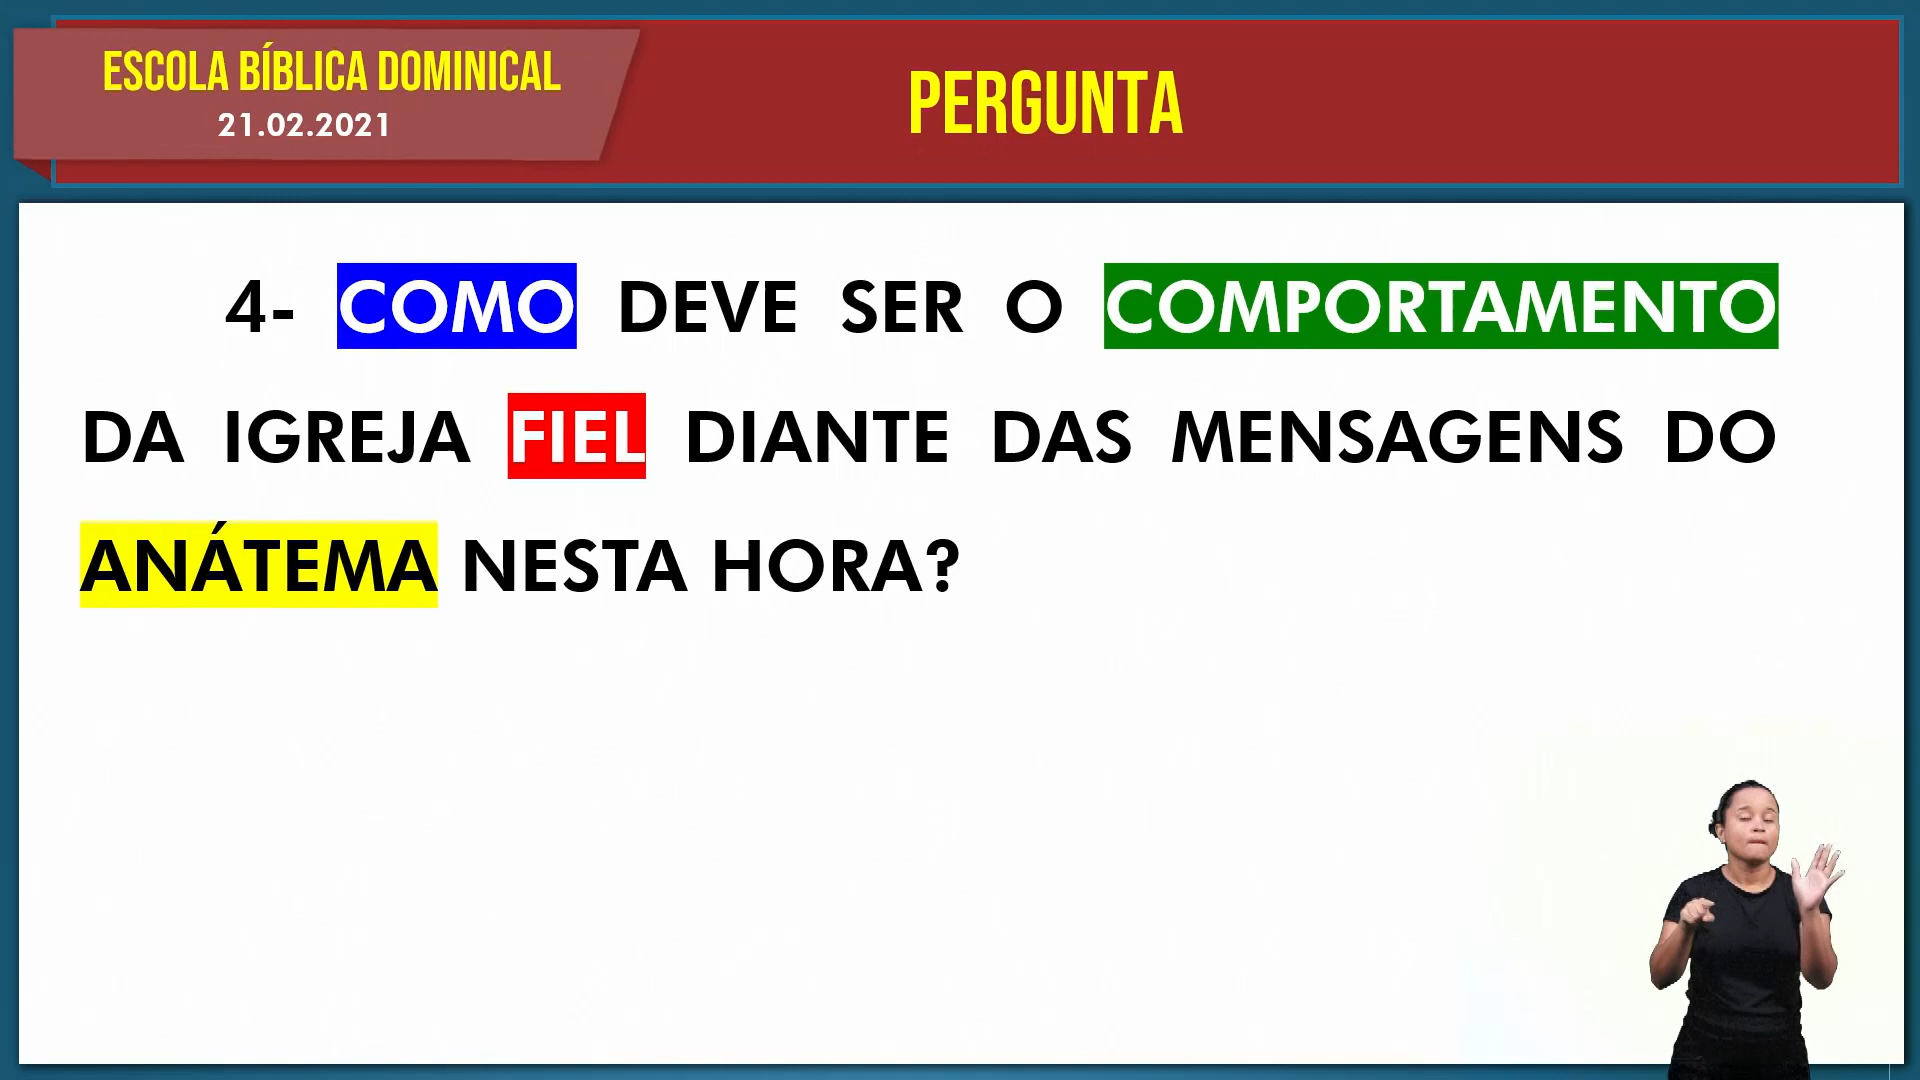 ESCOLA BÍBLICA DOMINICAL
21.02.2021
PERGUNTA
4- COMO DEVE SER O COMPORTAMENTO
DA IGREJA FIEL DIANTE DAS MENSAGENS DO
ANÁTEMA NESTA HORA?